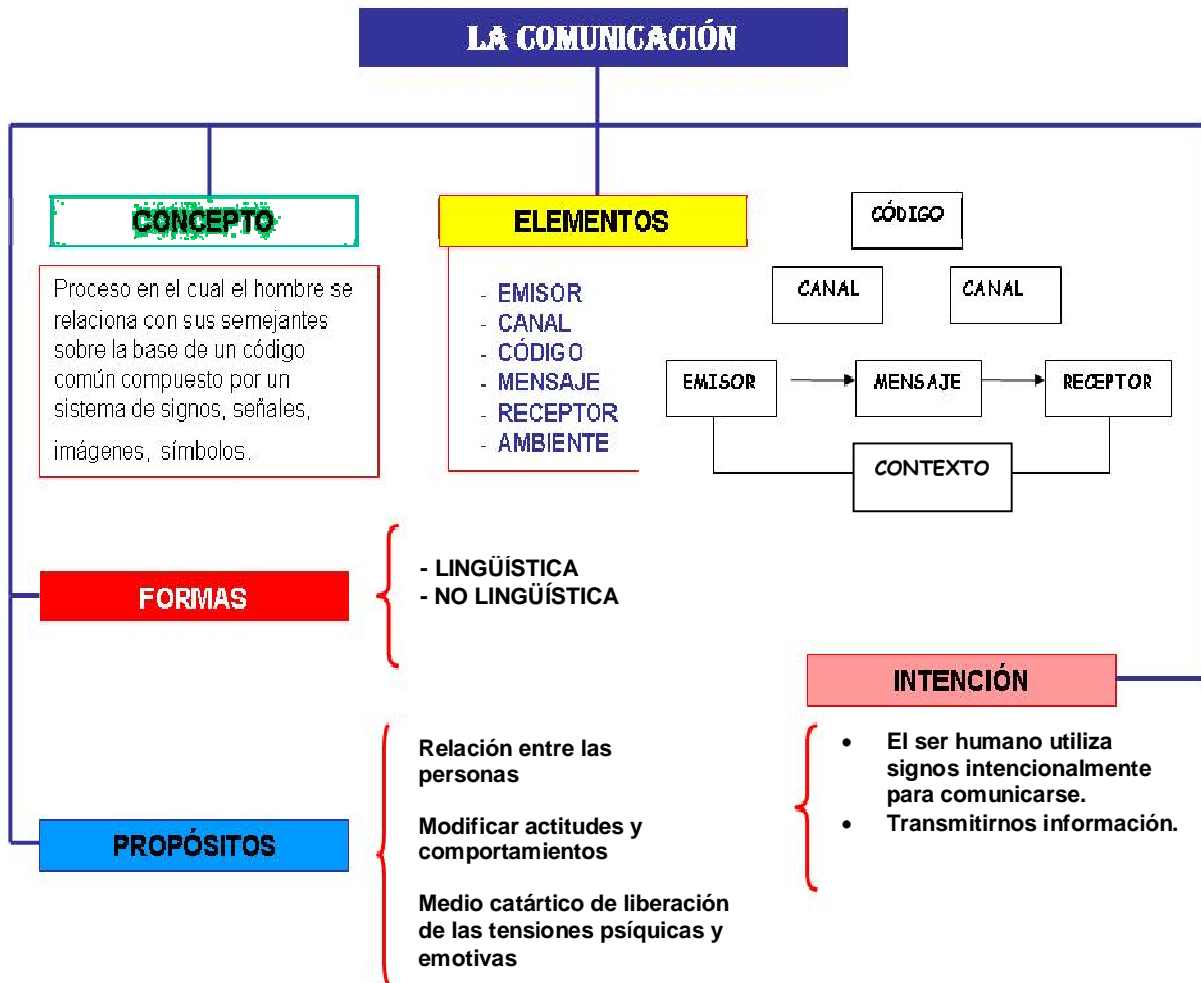 LA COMUNICACIÓN
CONCEPTO
Proceso en el cual el hombre se
relaciona con sus semejantes
sobre la base de un código
común compuesto por un
sistema de signos, señales,
imágenes, símbolos.
ELEMENTOS
- EMISOR
- CANAL
- CÓDIGO
- MENSAJE
- RECEPTOR
- AMBIENTE
CÓDIGO
CANAL
CANAL
EMISOR
MENSAJE
RECEPTOR
CONTEXTO
FORMAS
- LINGÜÍSTICA
- NO LINGÜÍSTICA
INTENCIÓN
• El ser humano utiliza
signos intencionalmente
para comunicarse.
• Transmitirnos información.
PROPÓSITOS
Relación entre las
personas
Modificar actitudes y
comportamientos
Medio catártico de liberación
de las tensiones psíquicas y
emotivas